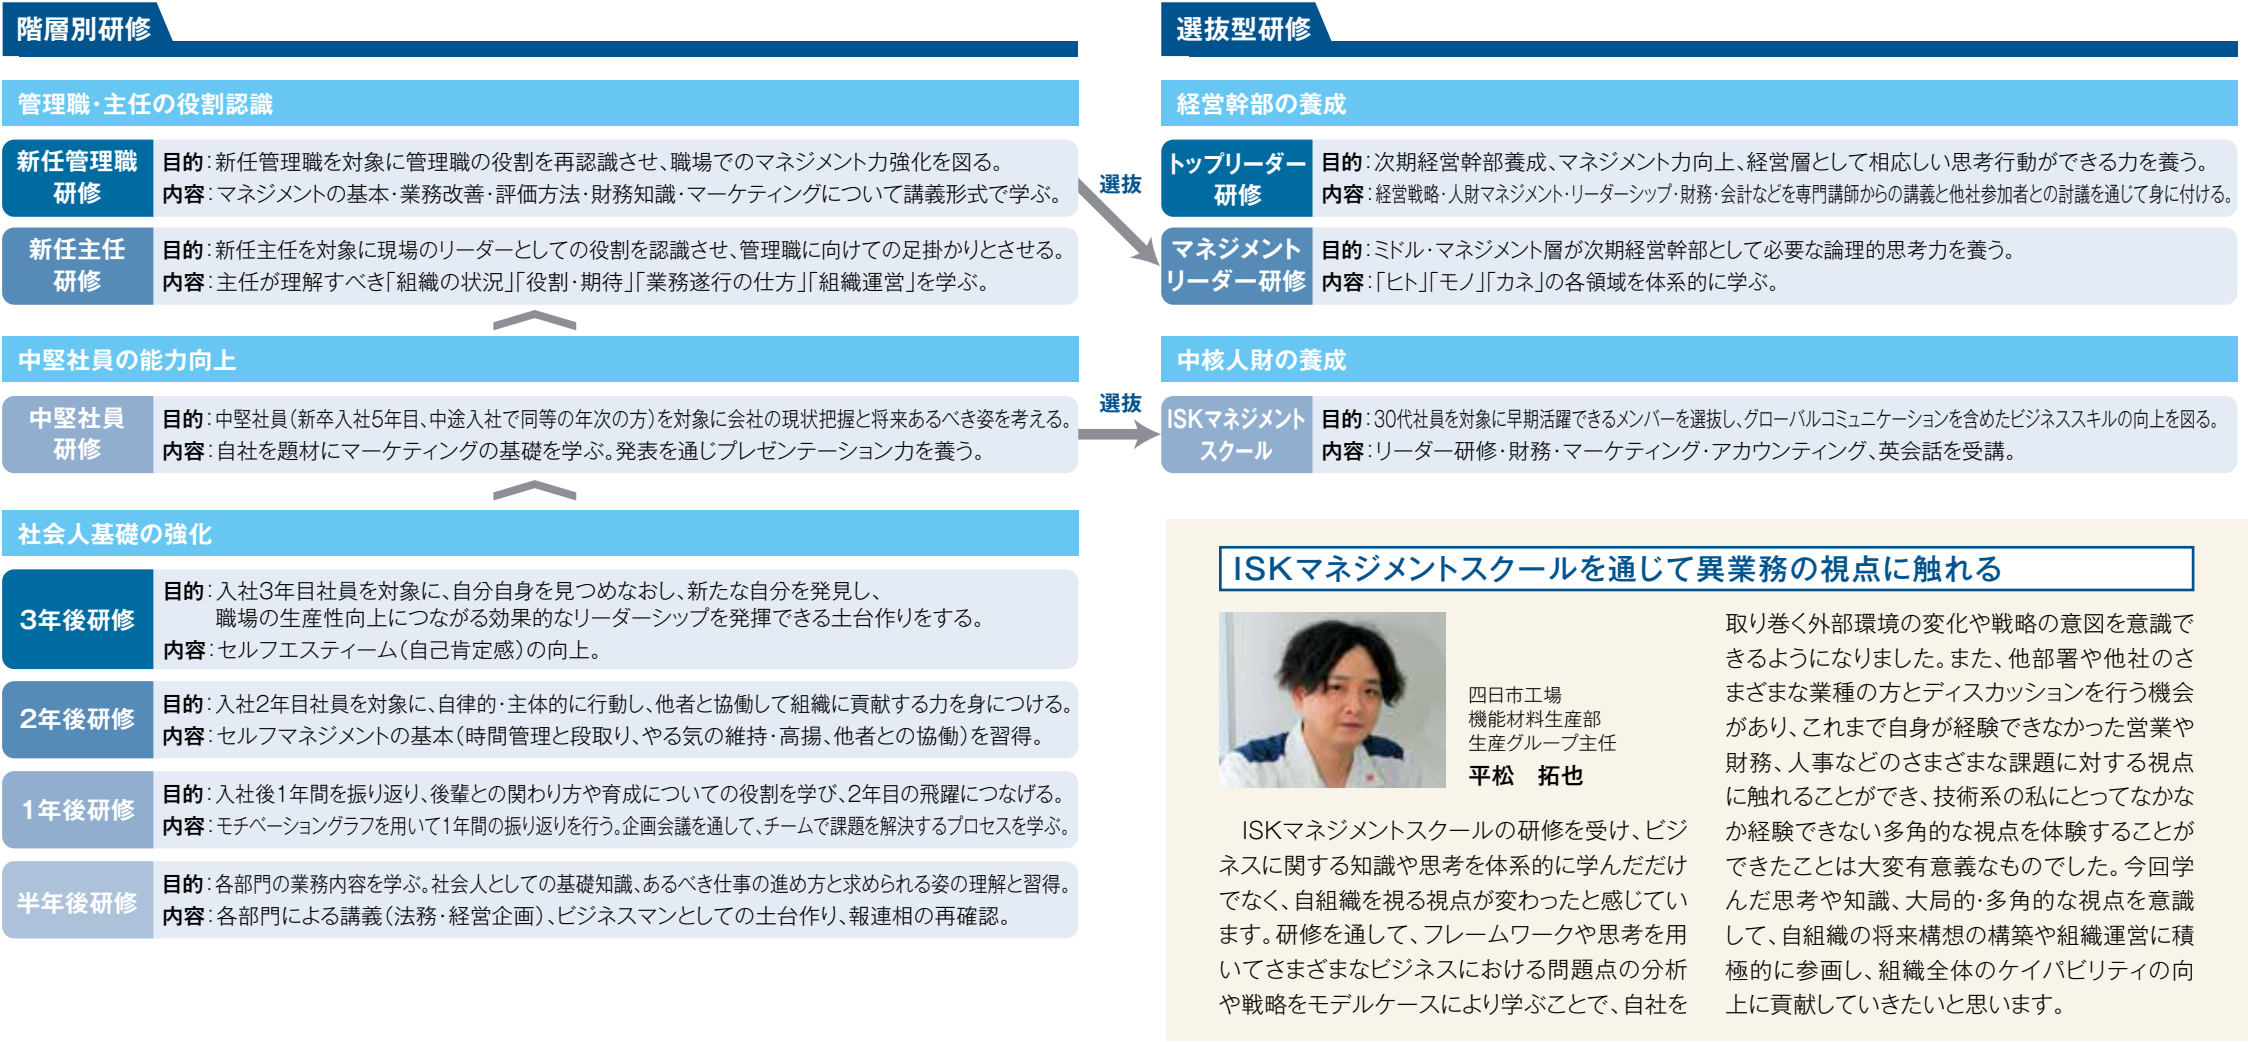 階層別研修
管理職・主任の役割認識
新任管理職
研修
目的：新任管理職を対象に管理職の役割を再認識させ、職場でのマネジメント力強化を図る。
内容：マネジメントの基本・業務改善・評価方法・財務知識・マーケティングについて講義形式で学ぶ。
新任主任
研修
目的：新任主任を対象に現場のリーダーとしての役割を認識させ、管理職に向けての足掛かりとさせる。
内容：主任が理解すべき「組織の状況」「役割・期待」「業務遂行の仕方」「組織運営」を学ぶ。
中堅社員の能力向上
中堅社員
研修
目的：中堅社員（新卒入社5年目、中途入社で同等の年次の方）を対象に会社の現状把握と将来あるべき姿を考える。
内容：自社を題材にマーケティングの基礎を学ぶ。発表を通じプレゼンテーション力を養う。
社会人基礎の強化
3年後研修
目的：入社3年目社員を対象に、自分自身を見つめなおし、新たな自分を発見し、
職場の生産性向上につながる効果的なリーダーシップを発揮できる土台作りをする。
内容：セルフエスティーム（自己肯定感）の向上。
2年後研修
目的：入社2年目社員を対象に、自律的・主体的に行動し、他者と協働して組織に貢献する力を身につける。
内容：セルフマネジメントの基本（時間管理と段取り、やる気の維持・高揚、他者との協働）を習得。
1年後研修
目的：入社後1年間を振り返り、後輩との関わり方や育成についての役割を学び、2年目の飛躍につなげる。
内容：モチベーショングラフを用いて1年間の振り返りを行う。企画会議を通して、チームで課題を解決するプロセスを学ぶ。
半年後研修
目的：各部門の業務内容を学ぶ。社会人としての基礎知識、あるべき仕事の進め方と求められる姿の理解と習得。
内容：各部門による講義（法務・経営企画）、ビジネスマンとしての土台作り、報連相の再確認。
選抜
選抜
選抜型研修
経営幹部の養成
トップリーダー
研修
目的：次期経営幹部養成、マネジメント力向上、経営層として相応しい思考行動ができる力を養う。
内容：経営戦略・人財マネジメント・リーダーシップ・財務・会計などを専門講師からの講義と他社参加者との討議を通じて身に付ける。
マネジメント
リーダー研修
目的：ミドル・マネジメント層が次期経営幹部として必要な論理的思考力を養う。
内容：「ヒト」「モノ」「カネ」の各領域を体系的に学ぶ。
中核人財の養成
ISKマネジメント
スクール
目的：30代社員を対象に早期活躍できるメンバーを選抜し、グローバルコミュニケーションを含めたビジネススキルの向上を図る。
内容：リーダー研修・財務・マーケティング・アカウンティング、英会話を受講。
ISKマネジメントスクールを通じて異業務の視点に触れる
四日市工場
機能材料生産部
生産グループ主任
平松　拓也
　ISKマネジメントスクールの研修を受け、ビジ
ネスに関する知識や思考を体系的に学んだだけ
でなく、自組織を視る視点が変わったと感じてい
ます。研修を通して、フレームワークや思考を用
いてさまざまなビジネスにおける問題点の分析
や戦略をモデルケースにより学ぶことで、自社を
取り巻く外部環境の変化や戦略の意図を意識で
きるようになりました。また、他部署や他社のさ
まざまな業種の方とディスカッションを行う機会
があり、これまで自身が経験できなかった営業や
財務、人事などのさまざまな課題に対する視点
に触れることができ、技術系の私にとってなかな
か経験できない多角的な視点を体験することが
できたことは大変有意義なものでした。今回学
んだ思考や知識、大局的・多角的な視点を意識
して、自組織の将来構想の構築や組織運営に積
極的に参画し、組織全体のケイパビリティの向
上に貢献していきたいと思います。